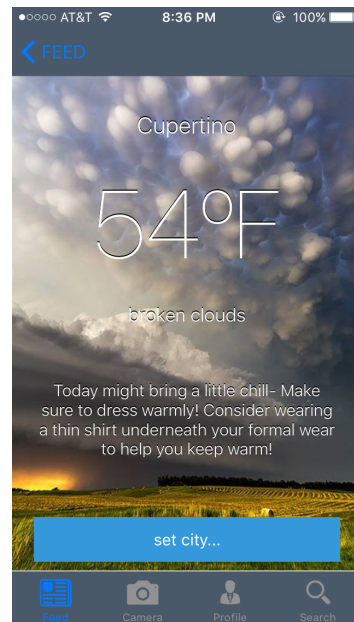 AT&T 8:36 PM 100%
FEED
Cupertino
54°F
broken clouds
Today might bring a little chill- Make
sure to dress warmly! Consider wearing
a thin shirt underneath your formal wear
to help you keep warm!
set city...
Feed Camera Profile Search